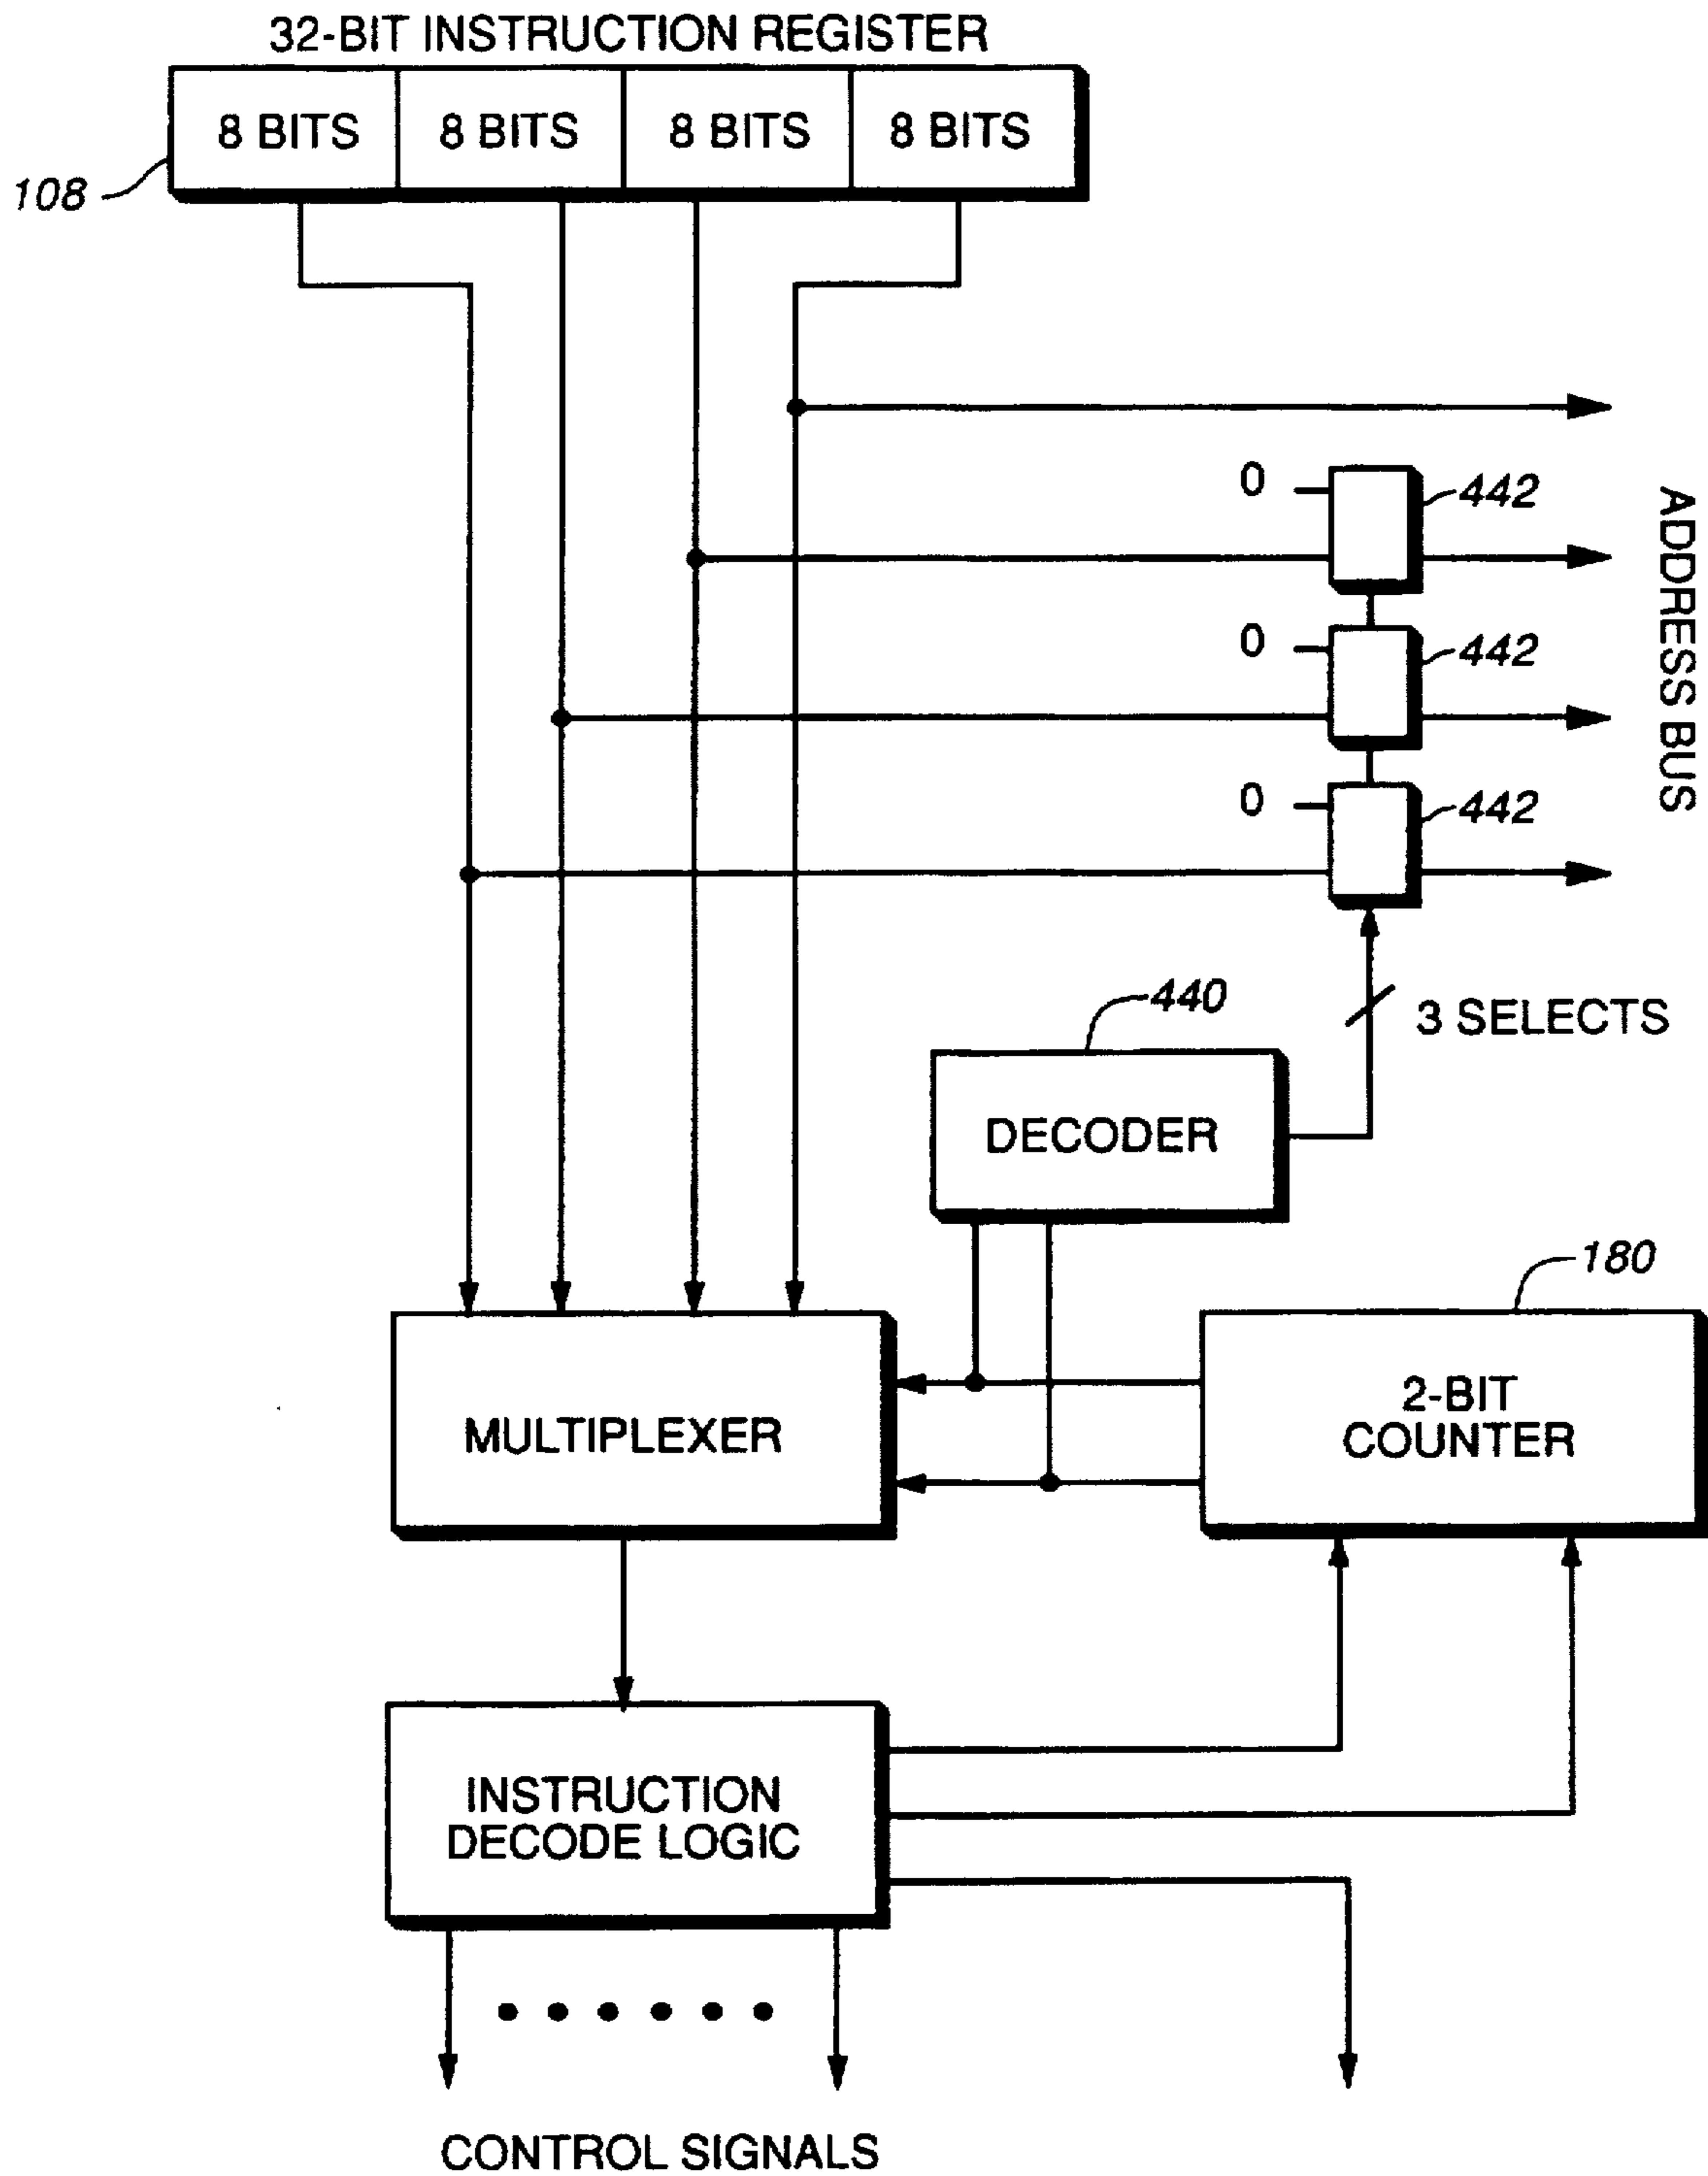 32-BIT INSTRUCTION REGISTER
8 BITS 8 BITS 8 BITS 8 BITS
108
0 442
0 442
0 442
ADDRESS BUS
3 SELECTS
440
DECODER
180
MULTIPLEXER
2-BIT
COUNTER
INSTRUCTION
DECODE LOGIC
CONTROL SIGNALS